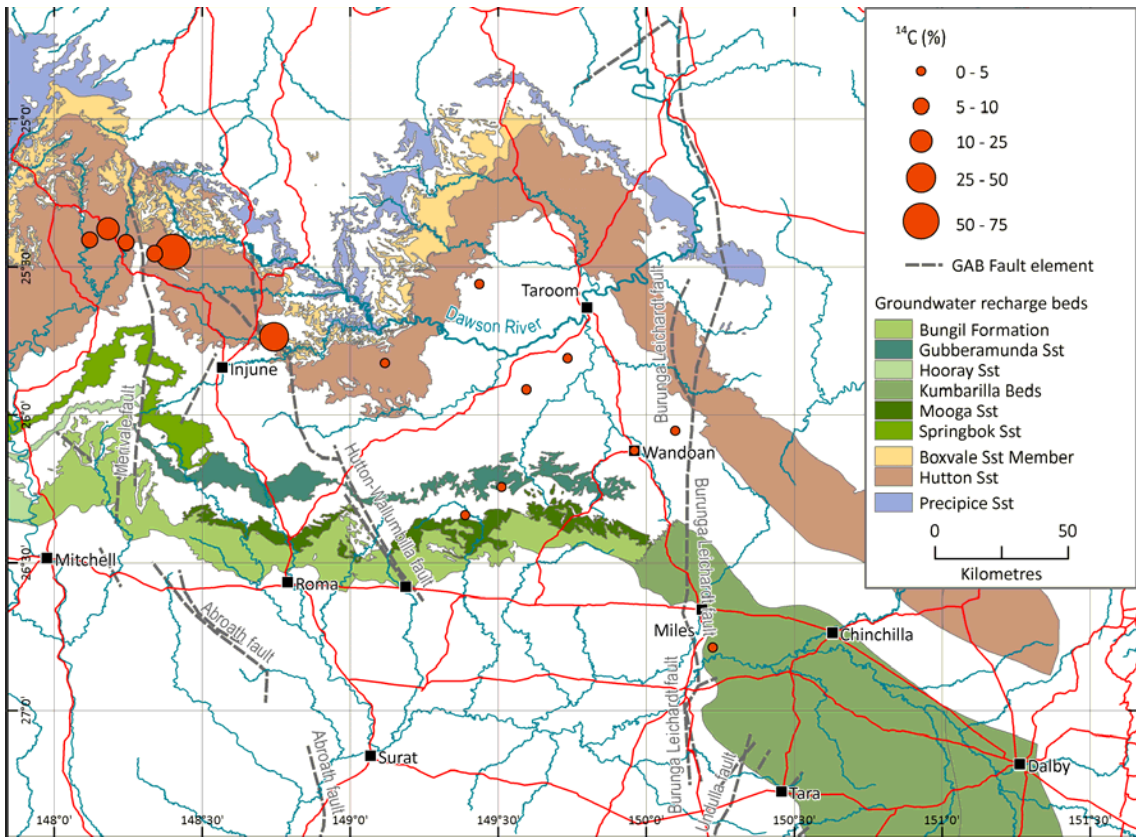 ¹⁴C (%)
0 - 5
5 - 10
10 - 25
25 - 50
50 - 75
GAB Fault element
Groundwater recharge beds
Bungil Formation
Gubberamunda Sst
Hooray Sst
Kumbarilla Beds
Mooga Sst
Springbok Sst
Boxvale Sst Member
Hutton Sst
Precipice Sst
0 50
Kilometres
25°0'
25°30'
26°0'
26°30'
27°0'
Taroom
Dawson River
Burunga Leichardt fault
Injune
Merivale fault
Wandoan
Hutton-Wallumbilla fault
Burunga Leichardt fault
Mitchell
Roma
Abroath fault
Miles
Chinchilla
Burunga Leichardt fault
Abroath fault
Surat
Undulla fault
Tara
Dalby
148°0' 148°30' 149°0' 149°30' 150°0' 150°30' 151°0' 151°30'